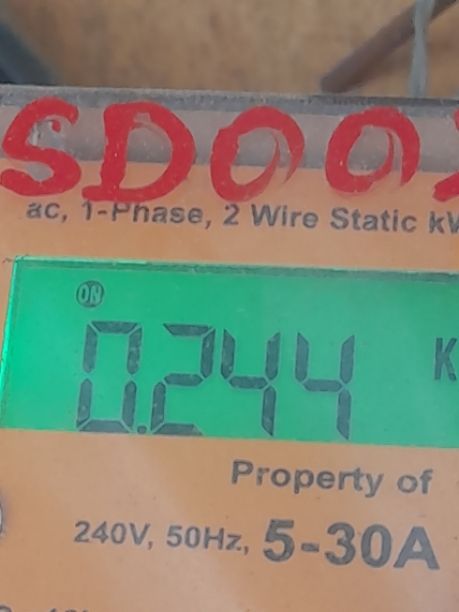 SD00
ac, 1-Phase, 2 Wire Static
ON
0.244 K
Property of
240V, 50Hz, 5-30A